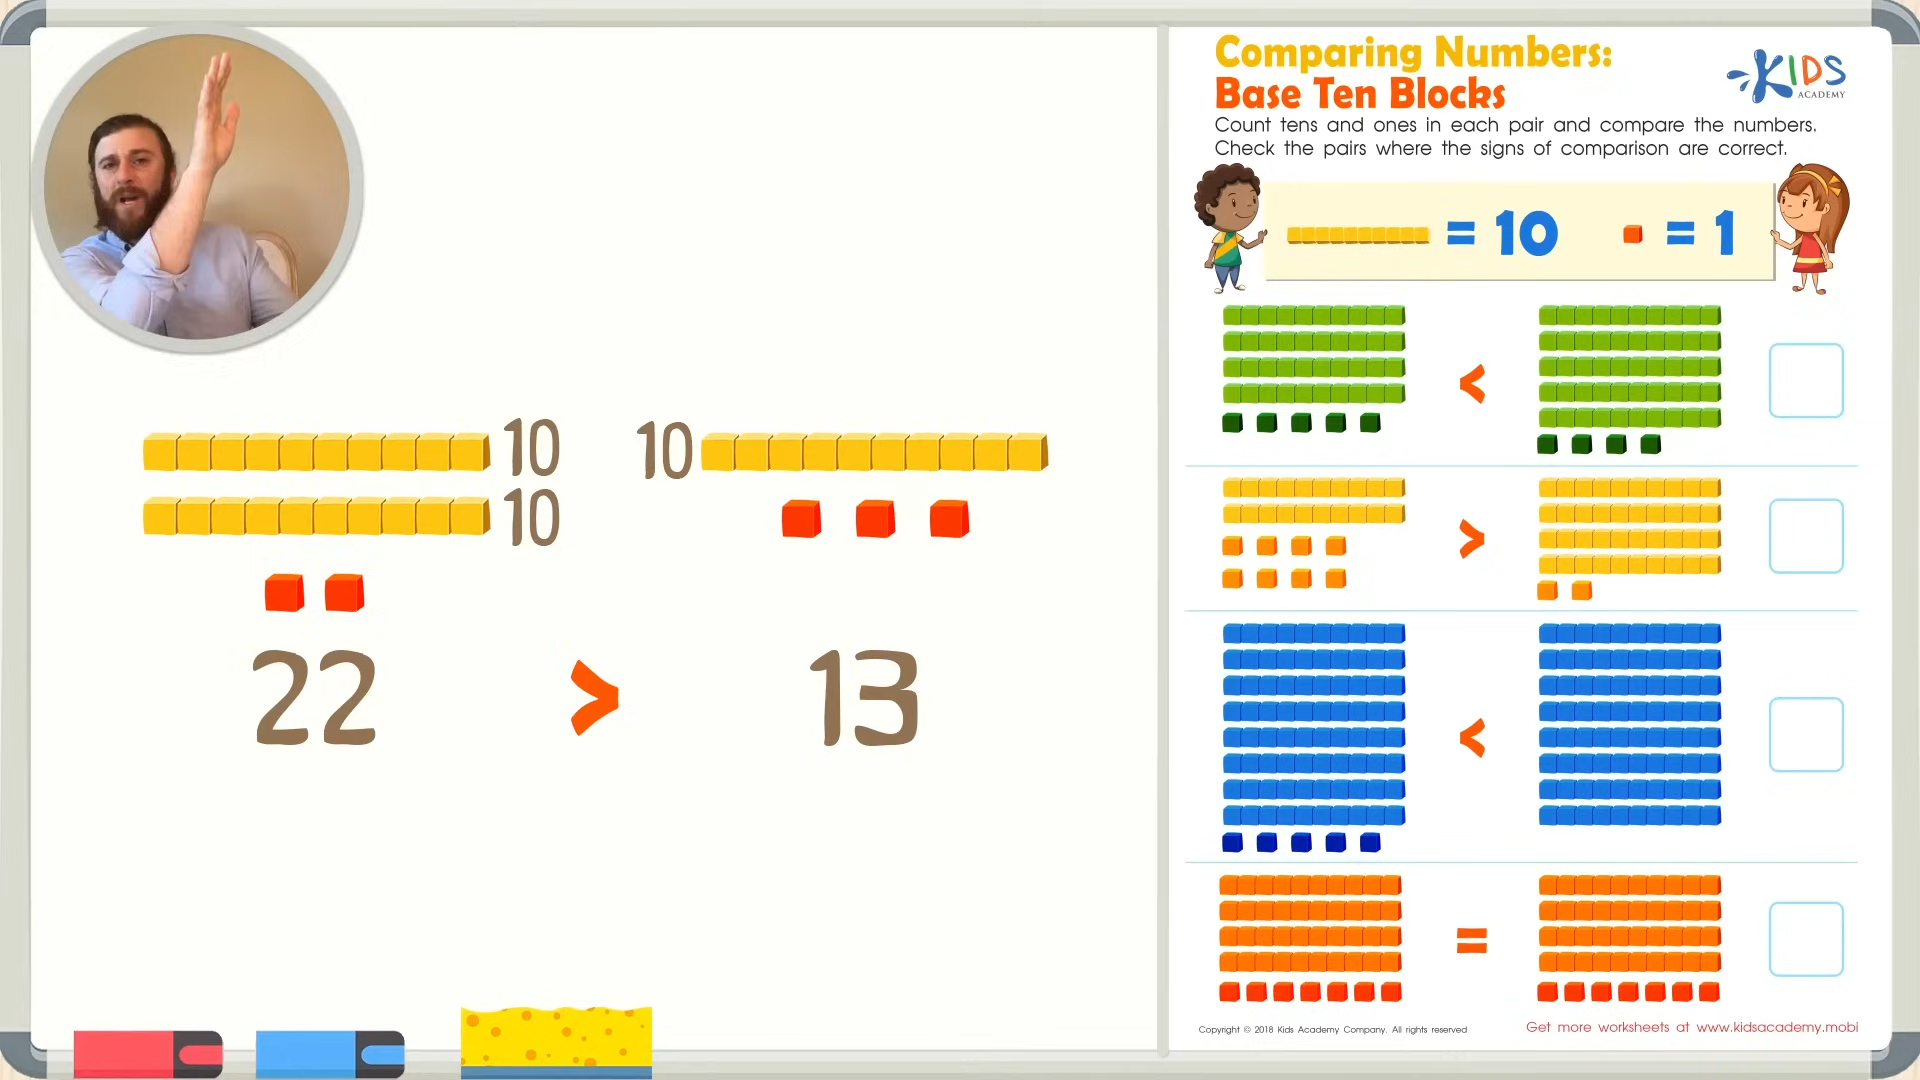 10
10
10
22 > 13
Comparing Numbers:
Base Ten Blocks
KIDS
ACADEMY
Count tens and ones in each pair and compare the numbers.
Check the pairs where the signs of comparison are correct.
= 10 = 1
<
>
<
=
Copyright © 2018 Kids Academy Company. All rights reserved
Get more worksheets at www.kidsacademy.mobi